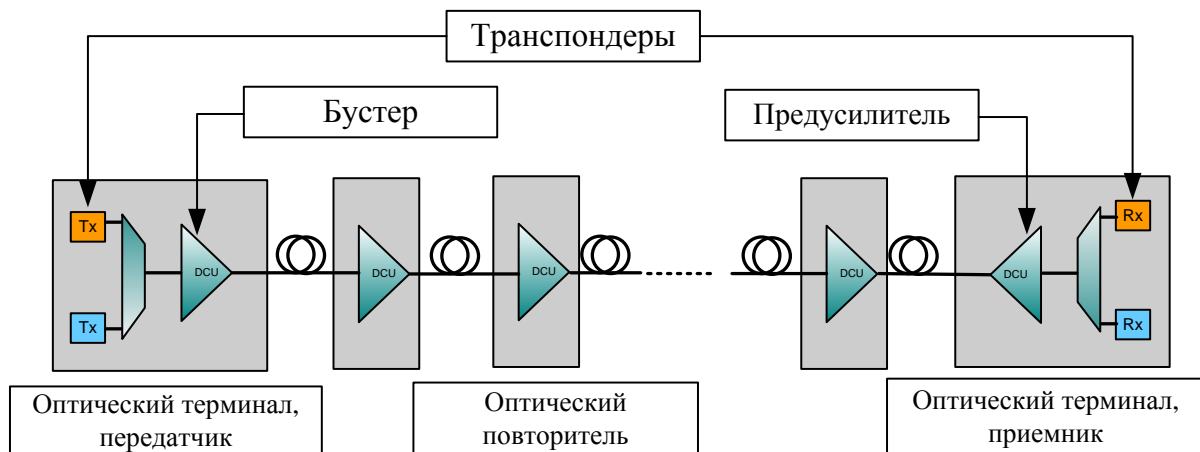 Транспондеры
Бустер
Предусилитель
Tx
Rx
DCU
DCU
DCU
DCU
DCU
Tx
Rx
Оптический терминал,
передатчик
Оптический
повторитель
Оптический терминал,
приемник